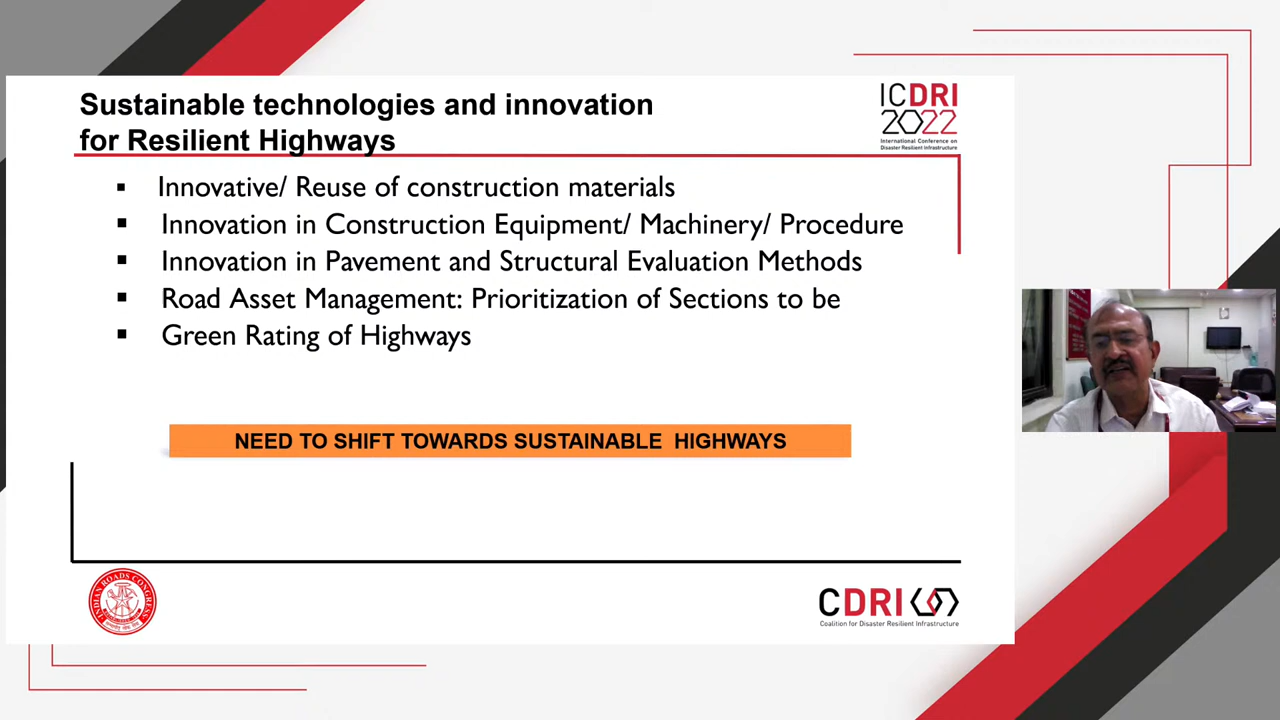 Sustainable technologies and innovation
for Resilient Highways
ICDRI
2022
International Conference on
Disaster Resilient Infrastructure
▪ Innovative/ Reuse of construction materials
▪ Innovation in Construction Equipment/ Machinery/ Procedure
▪ Innovation in Pavement and Structural Evaluation Methods
▪ Road Asset Management: Prioritization of Sections to be
▪ Green Rating of Highways
NEED TO SHIFT TOWARDS SUSTAINABLE HIGHWAYS
INDIAN ROADS CONGRESS
CDRI
Coalition for Disaster Resilient Infrastructure